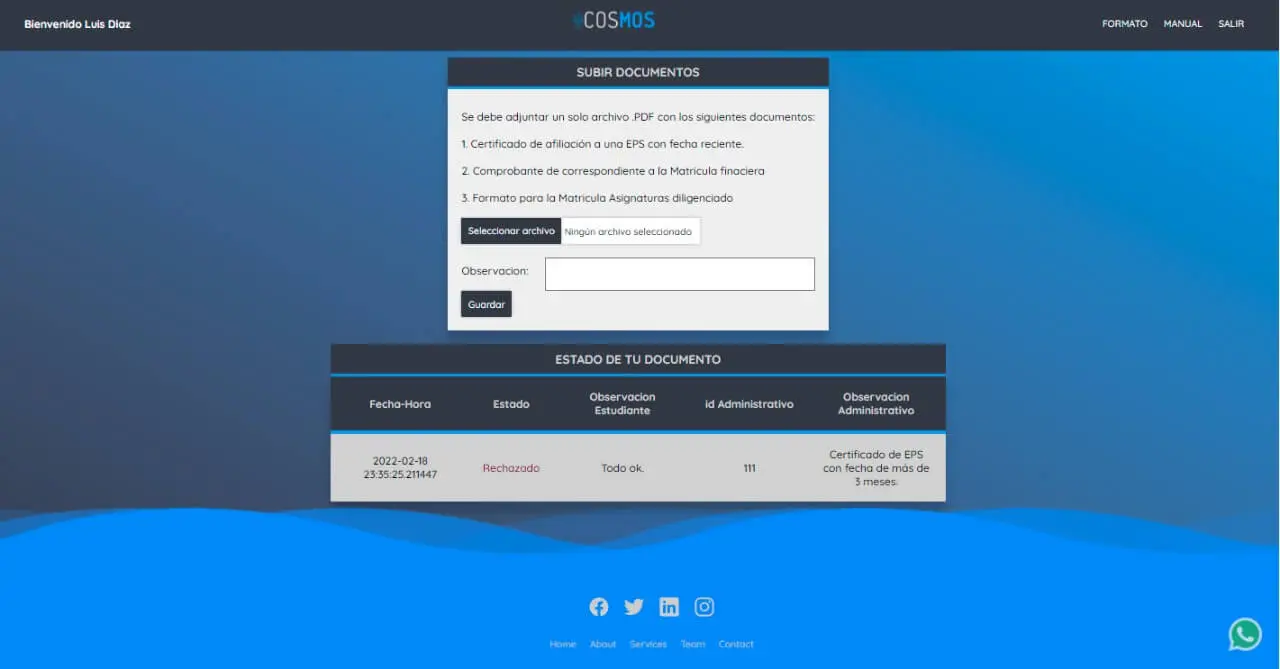 Bienvenido Luis Diaz
COSMOS
FORMATO
MANUAL
SALIR
SUBIR DOCUMENTOS
Se debe adjuntar un solo archivo .PDF con los siguientes documentos:
1. Certificado de afiliación a una EPS con fecha reciente.
2. Comprobante de correspondiente a la Matricula finaciera
3. Formato para la Matricula Asignaturas diligenciado
Seleccionar archivo Ningún archivo seleccionado
Observacion:
Guardar
ESTADO DE TU DOCUMENTO
Fecha-Hora
Estado
Observacion
Estudiante
id Administrativo
Observacion
Administrativo
2022-02-18
23:35:25.211447
Rechazado
Todo ok.
111
Certificado de EPS
con fecha de más de
3 meses.
Home
About
Services
Team
Contact